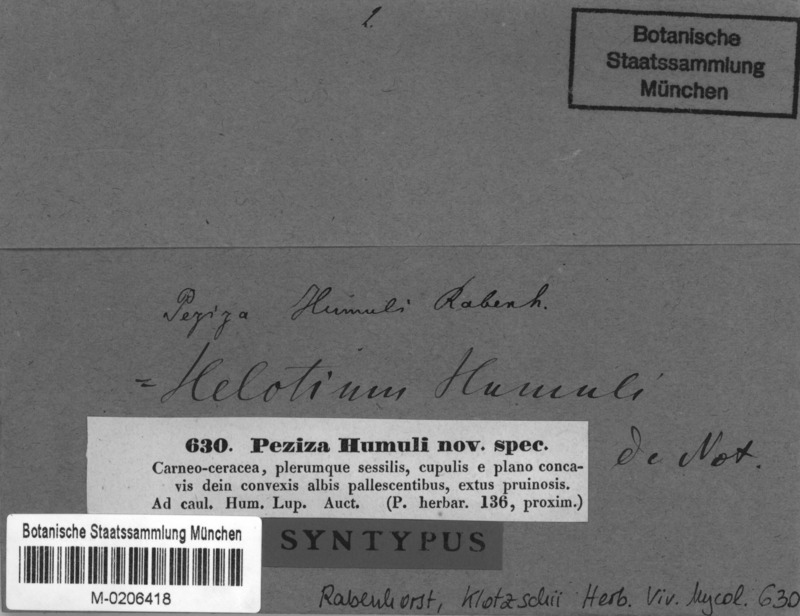 2
Botanische
Staatssammlung
München
Peziza Humuli Rabenh.
= Helotium Humuli
De Not.
630. Peziza Humuli nov. spec.
Carneo-ceracea, plerumque sessilis, cupulis e plano conca-
vis dein convexis albis pallescentibus, extus pruinosis.
Ad caul. Hum. Lup. Auct. (P. herbar. 136, proxim.)
SYNTYPUS
Botanische Staatssammlung München
M-0206418
Rabenhorst, Klotzschii Herb. Viv. Mycol. 630